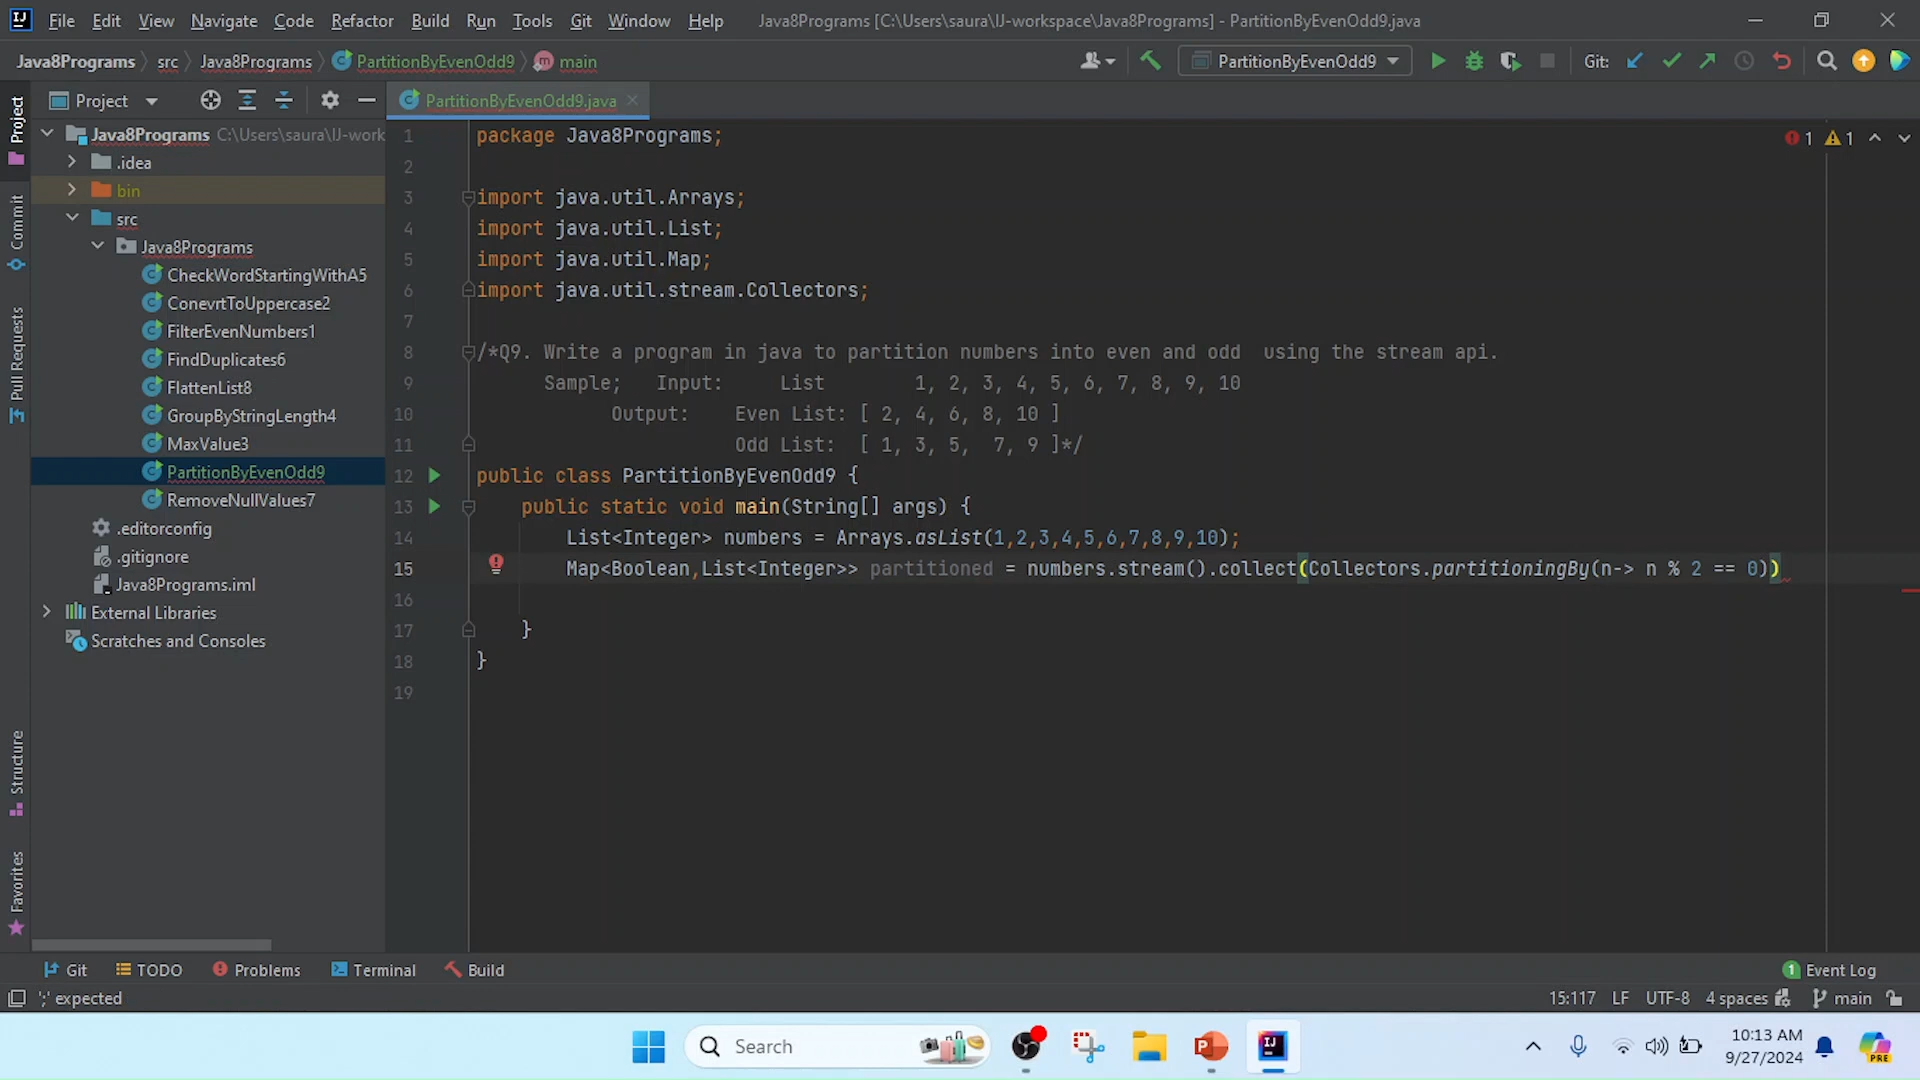 File Edit View Navigate Code Refactor Build Run Tools Git Window Help Java8Programs [C:\Users\saura\IJ-workspace\Java8Programs] - PartitionByEvenOdd9.java
Java8Programs src Java8Programs PartitionByEvenOdd9 main PartitionByEvenOdd9 Git:
Project PartitionByEvenOdd9.java
Project
Commit
Pull Requests
Structure
Favorites
Java8Programs C:\Users\saura\IJ-work
.idea
bin
src
Java8Programs
CheckWordStartingWithA5
ConevrtToUppercase2
FilterEvenNumbers1
FindDuplicates6
FlattenList8
GroupByStringLength4
MaxValue3
PartitionByEvenOdd9
RemoveNullValues7
.editorconfig
.gitignore
Java8Programs.iml
External Libraries
Scratches and Consoles
1 package Java8Programs; 1 1
2
3 import java.util.Arrays;
4 import java.util.List;
5 import java.util.Map;
6 import java.util.stream.Collectors;
7
8 /*Q9. Write a program in java to partition numbers into even and odd  using the stream api.
9 Sample;   Input:     List        1, 2, 3, 4, 5, 6, 7, 8, 9, 10
10 Output:    Even List: [ 2, 4, 6, 8, 10 ]
11 Odd List:  [ 1, 3, 5,  7, 9 ]*/
12 public class PartitionByEvenOdd9 {
13 public static void main(String[] args) {
14 List<Integer> numbers = Arrays.asList(1,2,3,4,5,6,7,8,9,10);
15 Map<Boolean,List<Integer>> partitioned = numbers.stream().collect(Collectors.partitioningBy(n-> n % 2 == 0))
16
17 }
18 }
19
Git TODO Problems Terminal Build 1 Event Log
';' expected 15:117 LF UTF-8 4 spaces main
Search 10:13 AM
9/27/2024
PRE